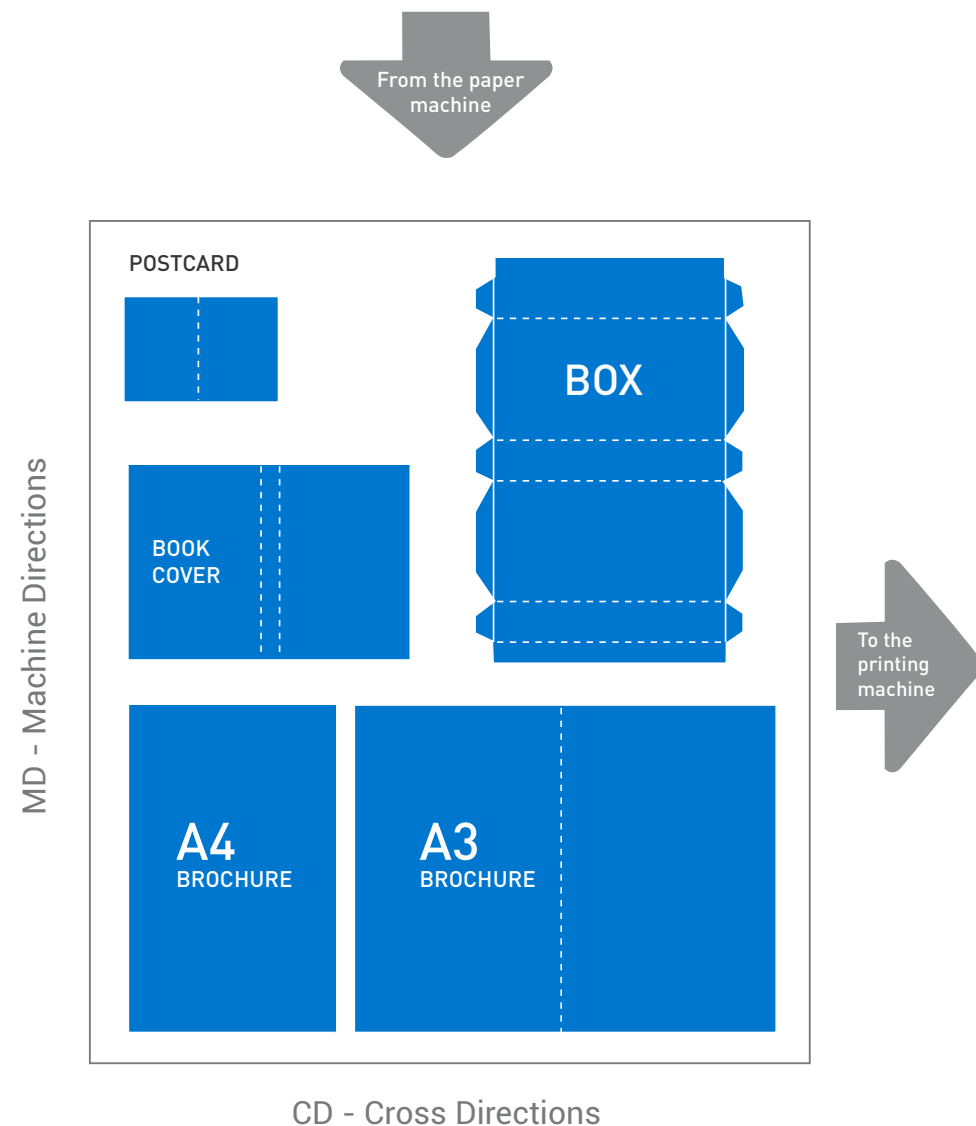 From the paper
machine
POSTCARD
BOX
BOOK
COVER
MD - Machine Directions
To the
printing
machine
A4
BROCHURE
A3
BROCHURE
CD - Cross Directions